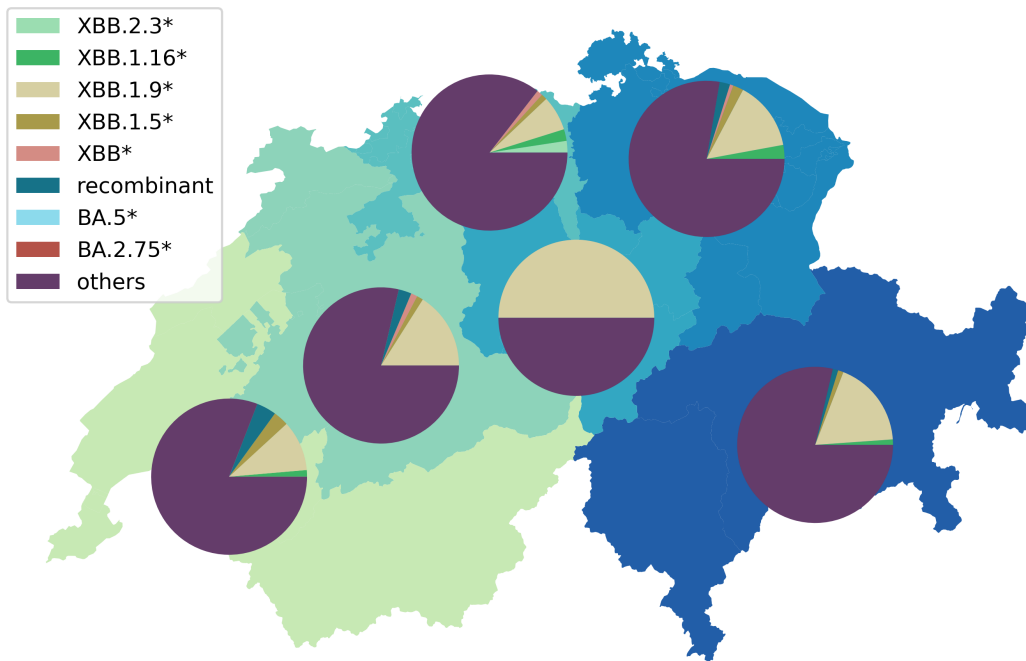 XBB.2.3*
XBB.1.16*
XBB.1.9*
XBB.1.5*
XBB*
recombinant
BA.5*
BA.2.75*
others